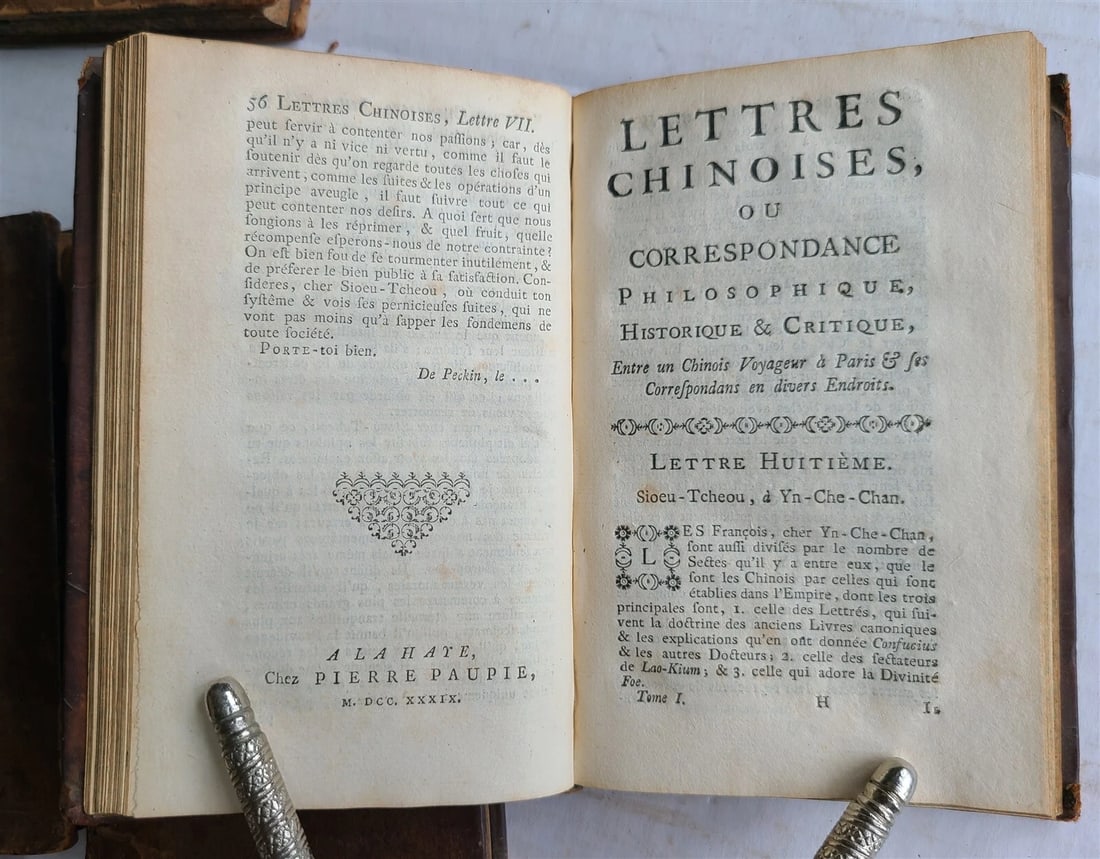 56 LETTRES CHINOISES, Lettre VII.
peut ſervir à contenter nos paſſions; car, dès
qu'il n'y a ni vice ni vertu, comme il faut le
ſoutenir dès qu'on regarde toutes les choſes qui
arrivent, comme les ſuites & les opérations d'un
principe aveugle, il faut ſuivre tout ce qui
peut contenter nos deſirs. A quoi ſert que nous
ſongions à les réprimer, & quel fruit, quelle
récompenſe eſperons-nous de notre contrainte?
On eſt bien fou de ſe tourmenter inutilement, &
de préferer le bien public à ſa ſatisfaction. Con-
ſideres, cher Sioeu-Tcheou, où conduit ton
ſyſtême & vois ſes pernicieuſes ſuites, qui ne
vont pas moins qu'à ſapper les fondemens de
toute ſociété.
PORTE-toi bien.
De Peckin, le . . .
A LA HAYE,
Chez PIERRE PAUPIE,
M. DCC. XXXIX.
LETTRES
CHINOISES,
OU
CORRESPONDANCE
PHILOSOPHIQUE,
HISTORIQUE & CRITIQUE,
Entre un Chinois Voyageur à Paris & ſes
Correſpondans en divers Endroits.
LETTRE HUITIÈME.
Sioeu-Tcheou, à Yn-Che-Chan.
LES François, cher Yn-Che-Chan,
ſont auſſi diviſés par le nombre de
Sectes qu'il y a entre eux, que le
ſont les Chinois par celles qui ſont
établies dans l'Empire, dont les trois
principales ſont, 1. celle des Lettrés, qui ſui-
vent la doctrine des anciens Livres canoniques
& les explications qu'en ont donnée Confucius
& les autres Docteurs; 2. celle des ſectateurs
de Lao-Kium; & 3. celle qui adore la Divinité
Foe.
Tome I. H I.